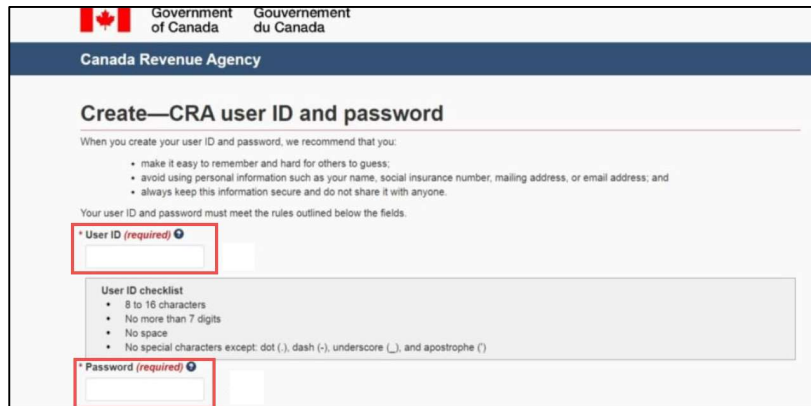 Government Gouvernement
of Canada du Canada
Canada Revenue Agency
Create—CRA user ID and password
When you create your user ID and password, we recommend that you:
• make it easy to remember and hard for others to guess;
• avoid using personal information such as your name, social insurance number, mailing address, or email address; and
• always keep this information secure and do not share it with anyone.
Your user ID and password must meet the rules outlined below the fields.
* User ID (required) ?
User ID checklist
• 8 to 16 characters
• No more than 7 digits
• No space
• No special characters except: dot (.), dash (-), underscore (_), and apostrophe (')
* Password (required) ?